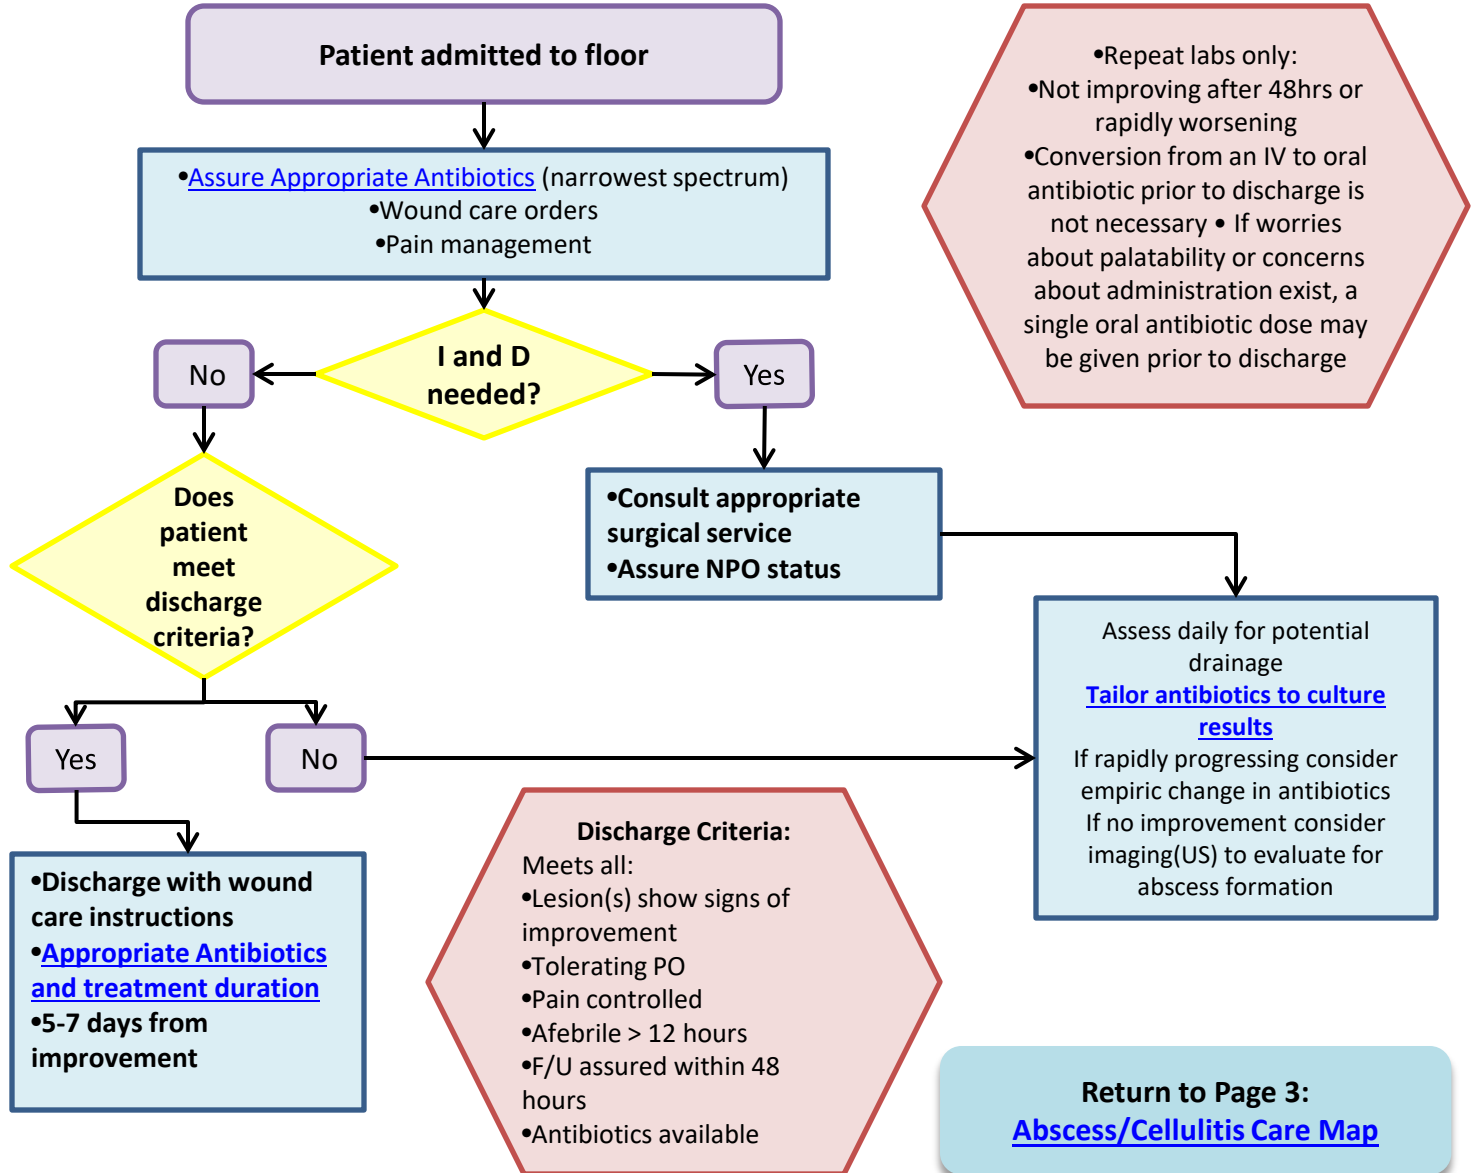 Patient admitted to floor
•Assure Appropriate Antibiotics (narrowest spectrum)
•Wound care orders
•Pain management
•Repeat labs only:
•Not improving after 48hrs or
rapidly worsening
•Conversion from an IV to oral
antibiotic prior to discharge is
not necessary • If worries
about palatability or concerns
about administration exist, a
single oral antibiotic dose may
be given prior to discharge
I and D
needed?
No
Yes
Does
patient
meet
discharge
criteria?
•Consult appropriate
surgical service
•Assure NPO status
Assess daily for potential
drainage
Tailor antibiotics to culture
results
If rapidly progressing consider
empiric change in antibiotics
If no improvement consider
imaging(US) to evaluate for
abscess formation
Yes
No
•Discharge with wound
care instructions
•Appropriate Antibiotics
and treatment duration
•5-7 days from
improvement
Discharge Criteria:
Meets all:
•Lesion(s) show signs of
improvement
•Tolerating PO
•Pain controlled
•Afebrile > 12 hours
•F/U assured within 48
hours
•Antibiotics available
Return to Page 3:
Abscess/Cellulitis Care Map